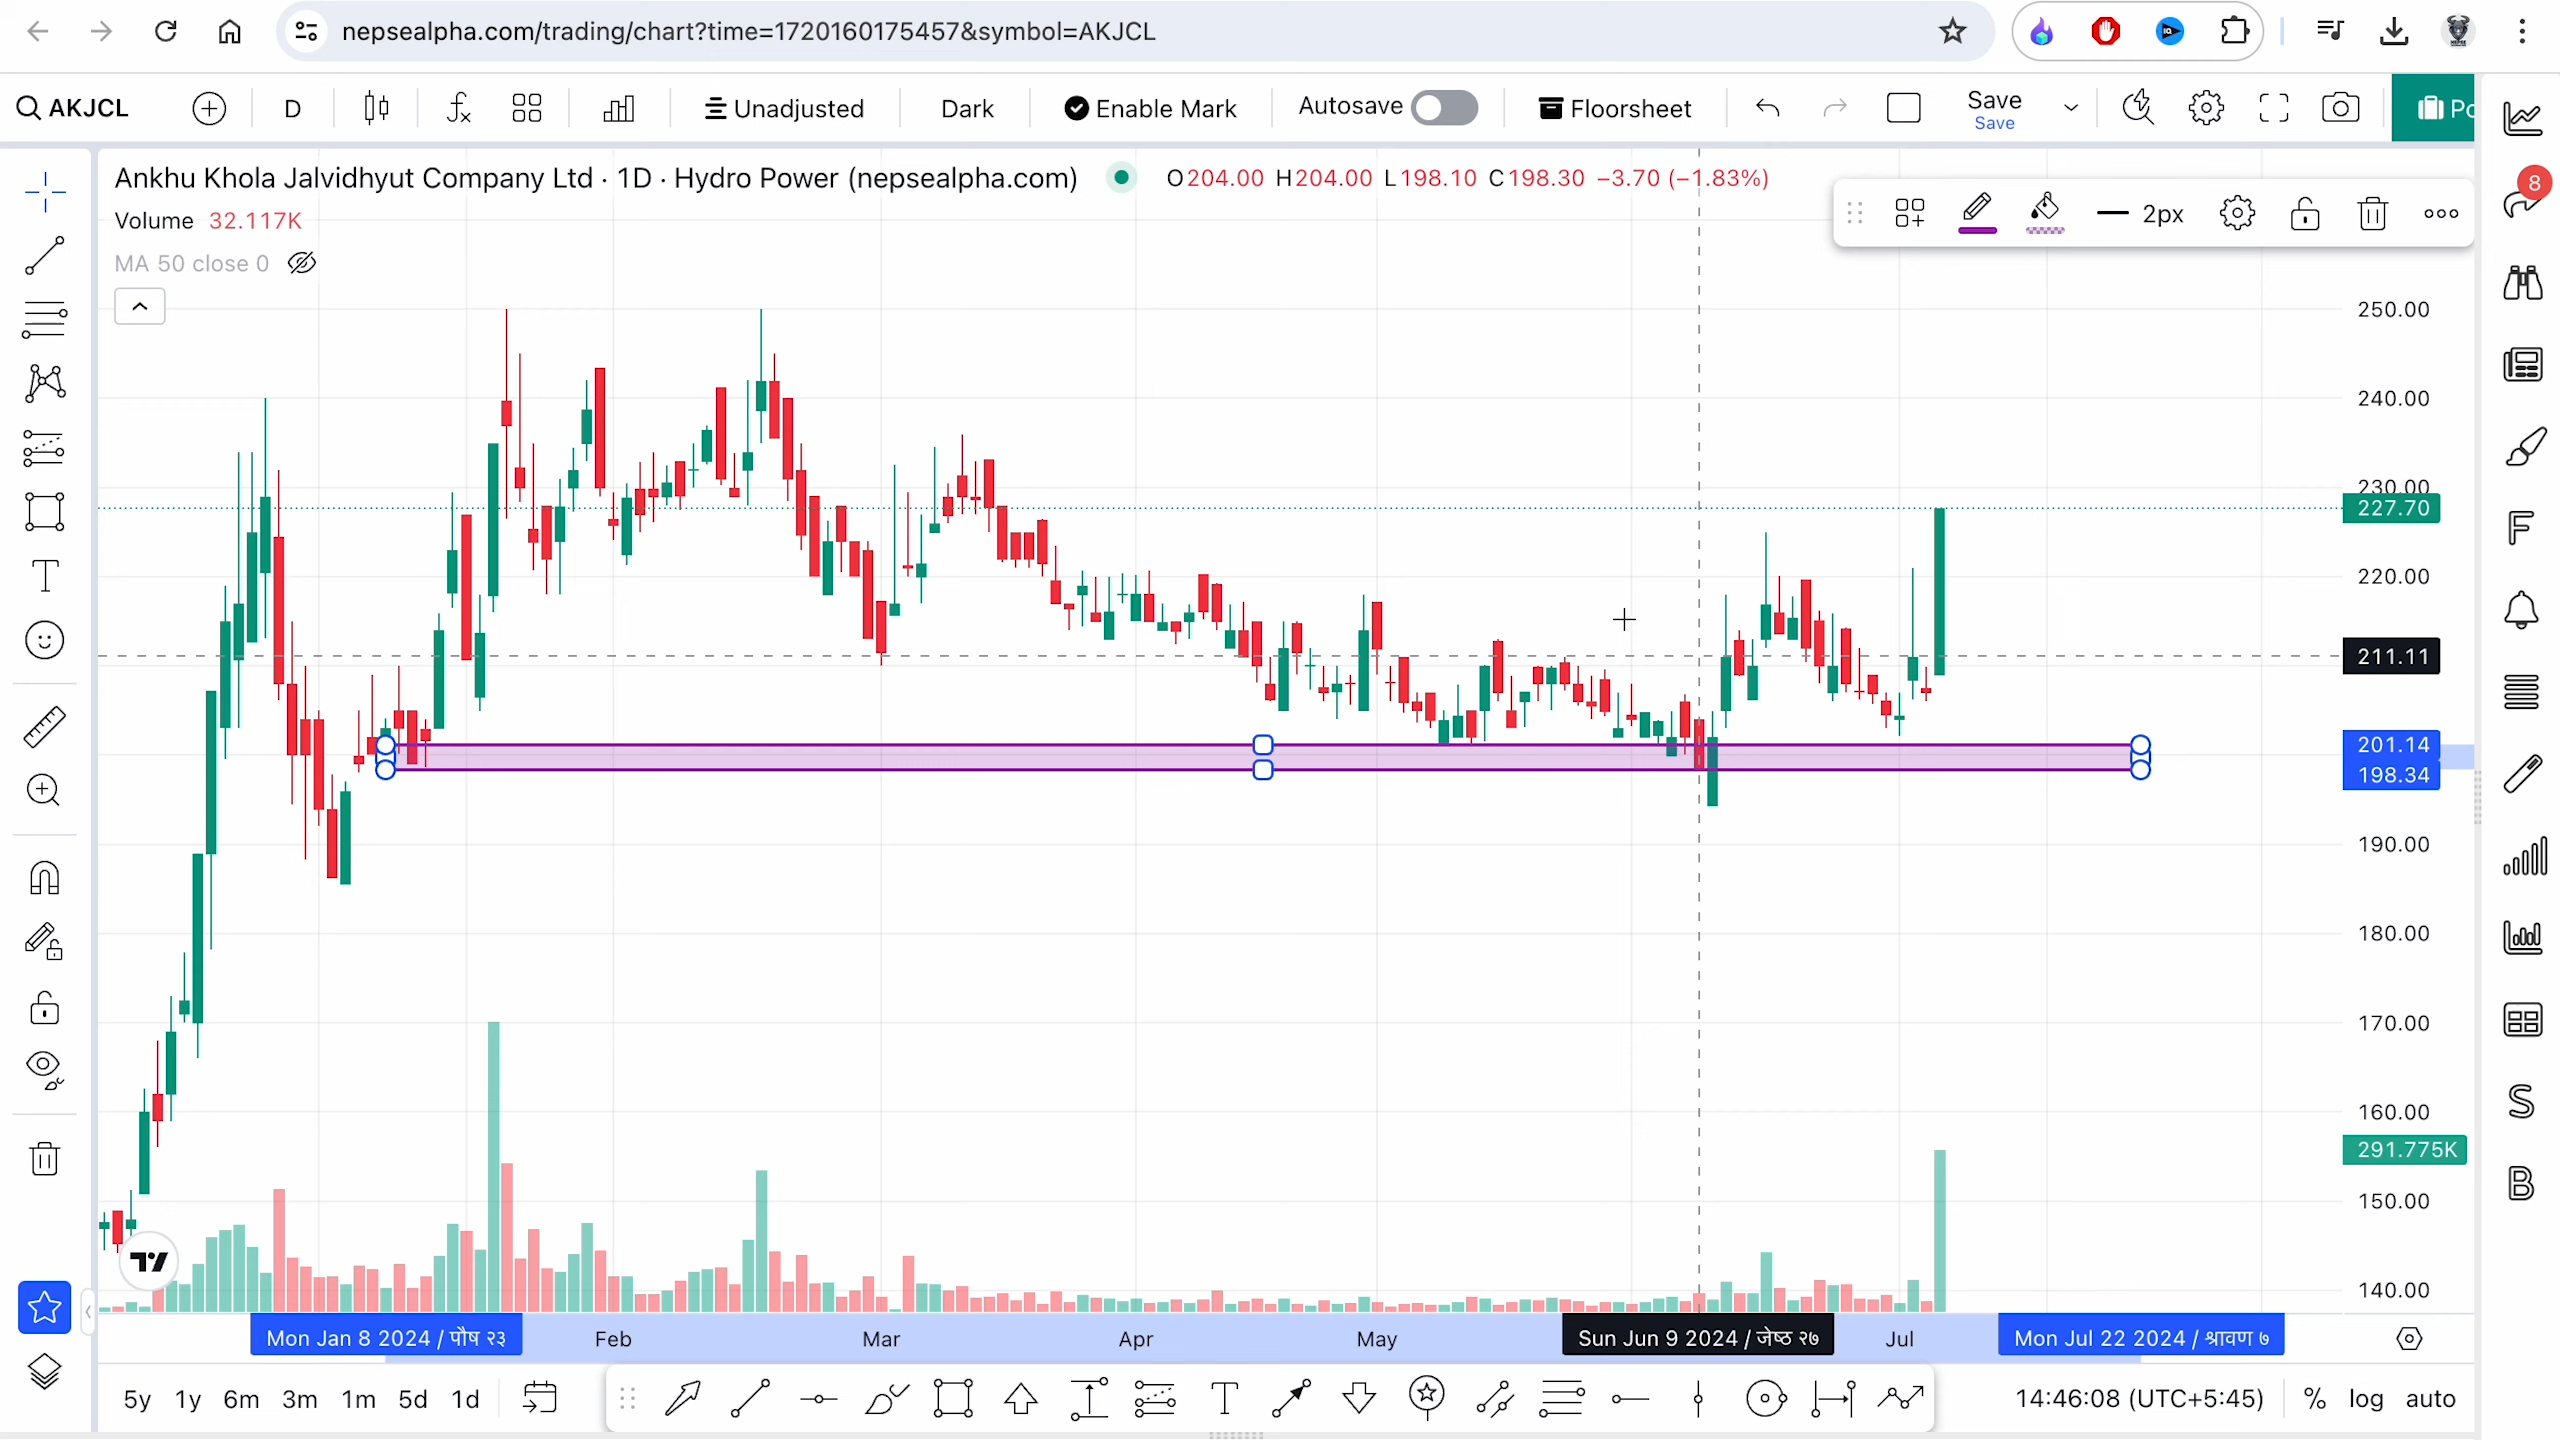 nepsealpha.com/trading/chart?time=1720160175457&symbol=AKJCL
AKJCL D Unadjusted Dark Enable Mark Autosave Floorsheet Save Po
Save
Ankhu Khola Jalvidhyut Company Ltd · 1D · Hydro Power (nepsealpha.com) O204.00 H204.00 L198.10 C198.30 −3.70 (−1.83%)
8
Volume 32.117K
2px
MA 50 close 0
250.00
240.00
230.00
227.70
220.00
211.11
201.14
198.34
190.00
180.00
170.00
160.00
291.775K
150.00
140.00
Mon Jan 8 2024 / पौष २३ Feb Mar Apr May Sun Jun 9 2024 / जेष्ठ २७ Jul Mon Jul 22 2024 / श्रावण ७
5y 1y 6m 3m 1m 5d 1d 14:46:08 (UTC+5:45) % log auto
F
S
B